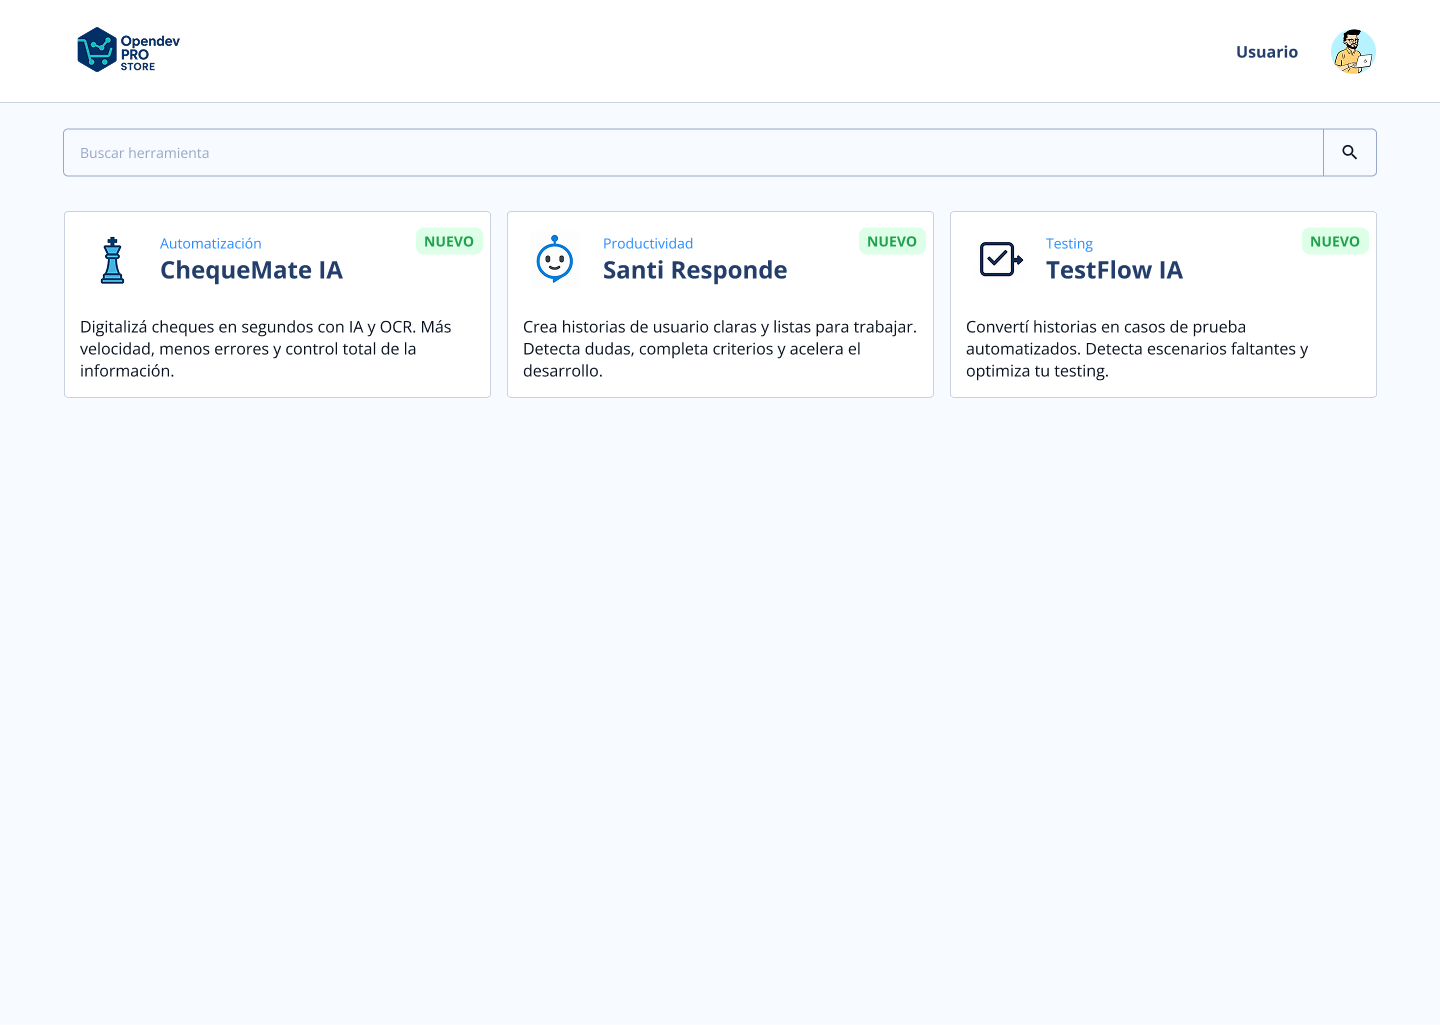 Opendev
PRO
STORE
Usuario
Buscar herramienta
Automatización
NUEVO
ChequeMate IA
Digitalizá cheques en segundos con IA y OCR. Más
velocidad, menos errores y control total de la
información.
Productividad
NUEVO
Santi Responde
Crea historias de usuario claras y listas para trabajar.
Detecta dudas, completa criterios y acelera el
desarrollo.
Testing
NUEVO
TestFlow IA
Convertí historias en casos de prueba
automatizados. Detecta escenarios faltantes y
optimiza tu testing.